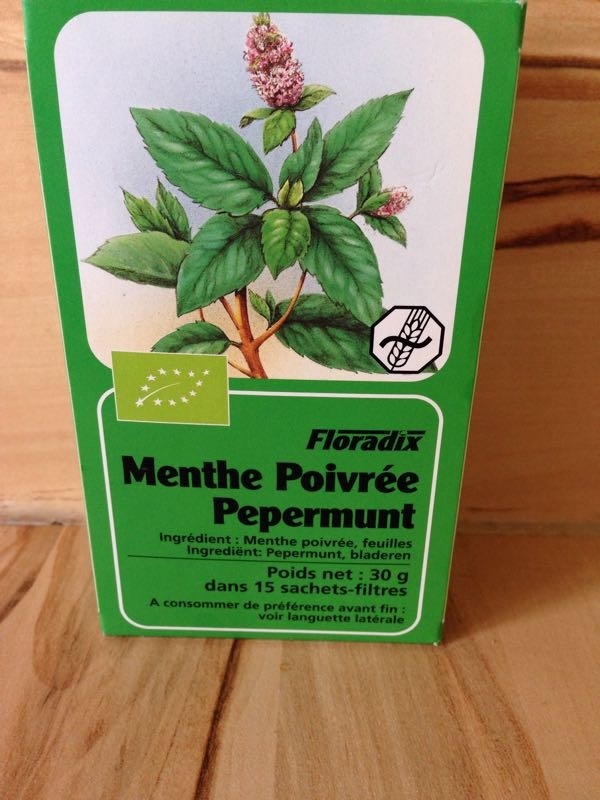 Floradix
Menthe Poivrée
Pepermunt
Ingrédient : Menthe poivrée, feuilles
Ingrediënt: Pepermunt, bladeren
Poids net : 30 g
dans 15 sachets-filtres
A consommer de préférence avant fin :
voir languette latérale